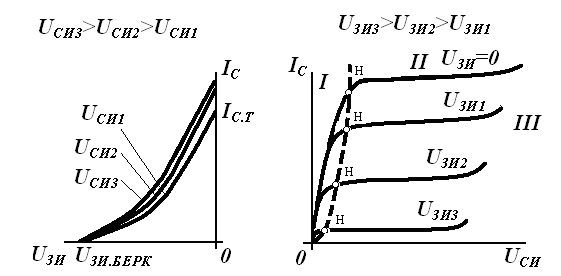 UСИ3>UСИ2>UСИ1
UЗИ3>UЗИ2>UЗИ1
IС
IС.Т
UСИ1
UСИ2
UСИ3
UЗИ
UЗИ.БЕРК
0
IС
I
II
III
UЗИ=0
UЗИ1
UЗИ2
UЗИ3
Н
Н
Н
Н
0
UСИ